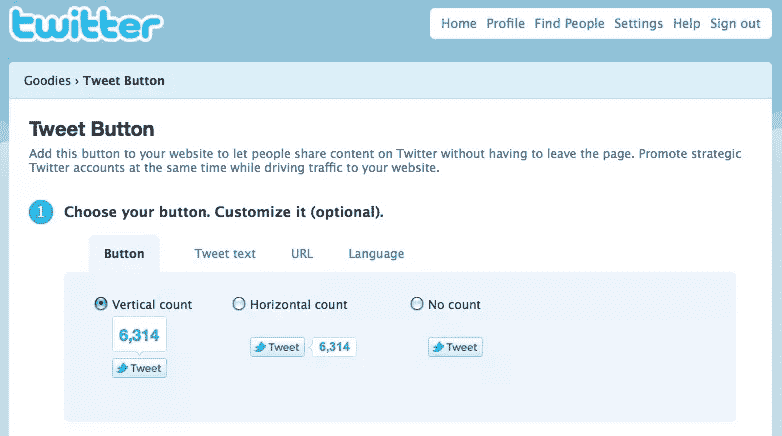 twitter
Home Profile Find People Settings Help Sign out
Goodies › Tweet Button
Tweet Button
Add this button to your website to let people share content on Twitter without having to leave the page. Promote strategic
Twitter accounts at the same time while driving traffic to your website.
1 Choose your button. Customize it (optional).
Button Tweet text URL Language
Vertical count Horizontal count No count
6,314
Tweet 6,314 Tweet
Tweet